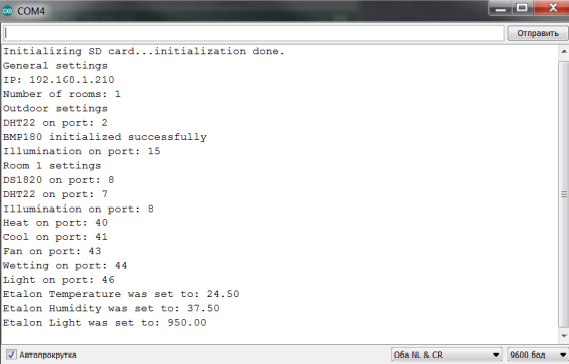 COM4
Отправить
Initializing SD card...initialization done.
General settings
IP: 192.168.1.210
Number of rooms: 1
Outdoor settings
DHT22 on port: 2
BMP180 initialized successfully
Illumination on port: 15
Room 1 settings
DS1820 on port: 8
DHT22 on port: 7
Illumination on port: 8
Heat on port: 40
Cool on port: 41
Fan on port: 43
Wetting on port: 44
Light on port: 46
Etalon Temperature was set to: 24.50
Etalon Humidity was set to: 37.50
Etalon Light was set to: 950.00
Автопрокрутка Оба NL & CR 9600 бод